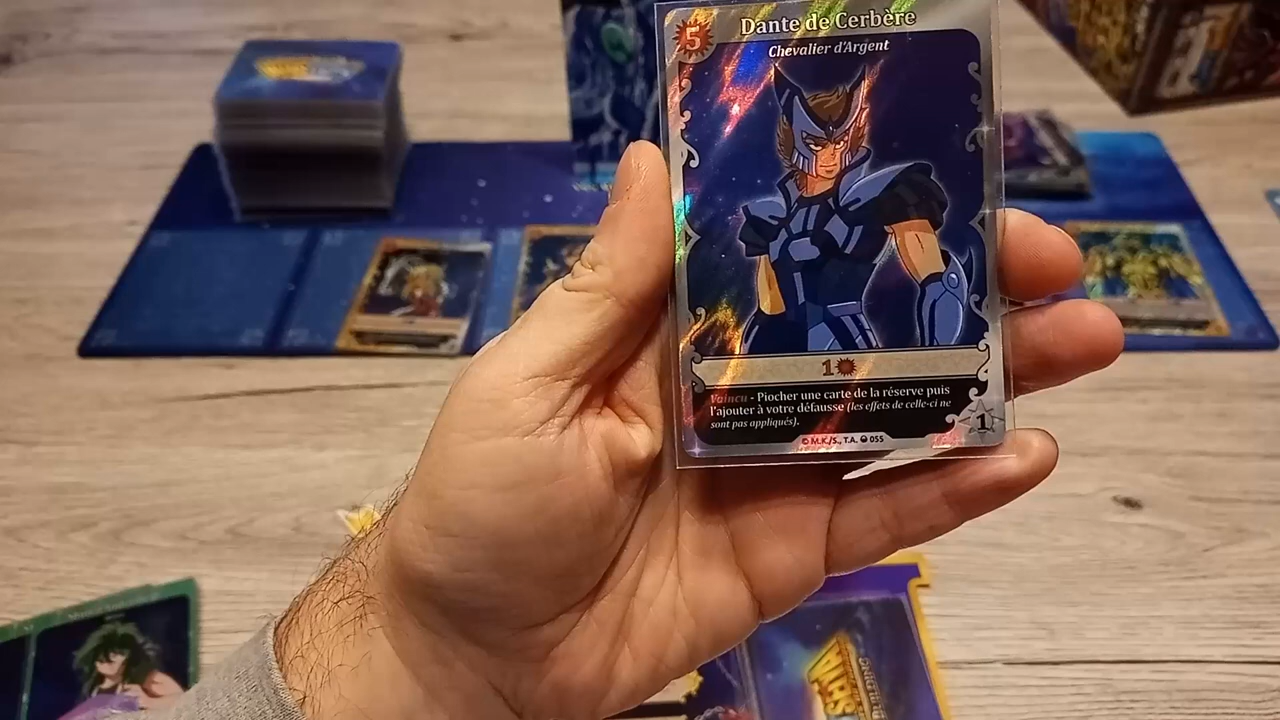 5
Dante de Cerbère
Chevalier d'Argent
1
Vaincu - Piocher une carte de la réserve puis
l'ajouter à votre défausse (les effets de celle-ci ne
sont pas appliqués).
1
© M.K./S., T.A. 055